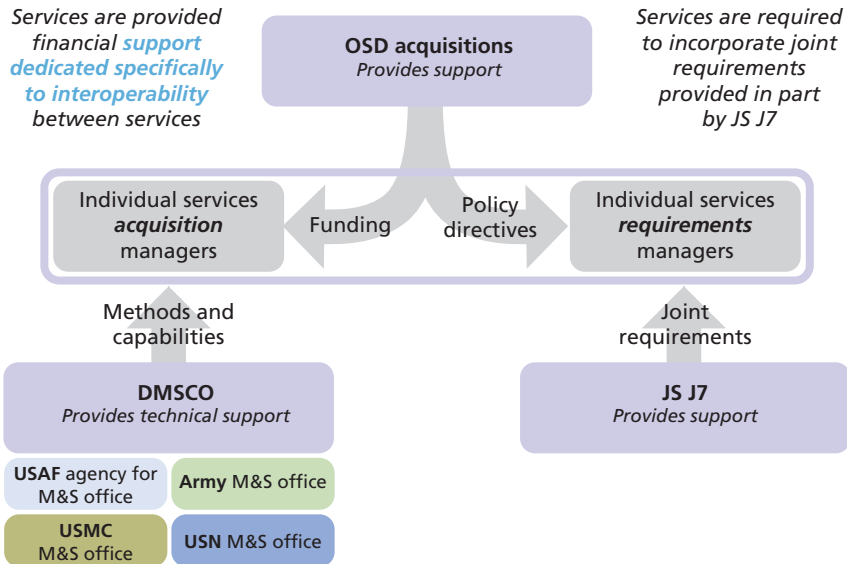 Services are provided
financial support
dedicated specifically
to interoperability
between services
OSD acquisitions
Provides support
Services are required
to incorporate joint
requirements
provided in part
by JS J7
Individual services
acquisition
managers
Funding
Policy
directives
Individual services
requirements
managers
Methods and
capabilities
Joint
requirements
DMSCO
Provides technical support
JS J7
Provides support
USAF agency for
M&S office
Army M&S office
USMC
M&S office
USN M&S office